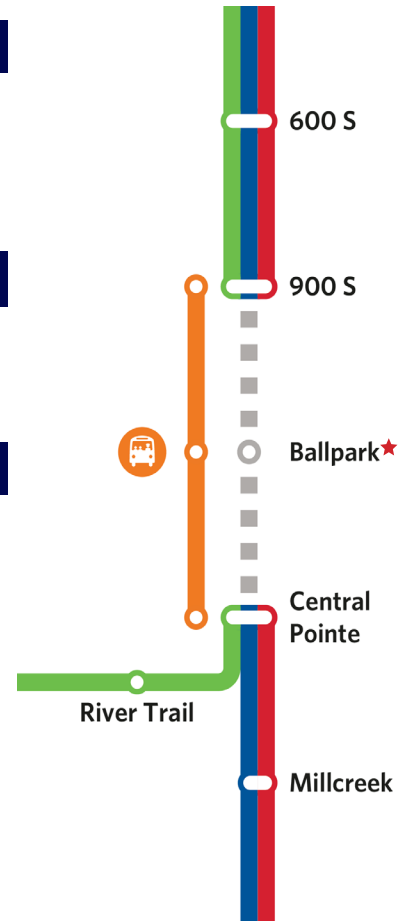 600 S
900 S
Ballpark
Central
Pointe
River Trail
Millcreek